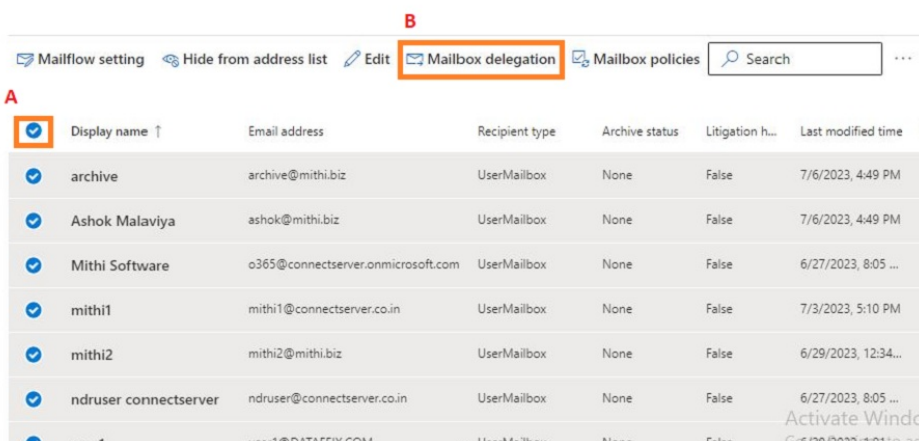 B
Mailflow setting Hide from address list Edit Mailbox delegation Mailbox policies Search ...
A
Display name ↑ Email address Recipient type Archive status Litigation h... Last modified time
archive archive@mithi.biz UserMailbox None False 7/6/2023, 4:49 PM
Ashok Malaviya ashok@mithi.biz UserMailbox None False 7/6/2023, 4:49 PM
Mithi Software o365@connectserver.onmicrosoft.com UserMailbox None False 6/27/2023, 8:05 ...
mithi1 mithi1@connectserver.co.in UserMailbox None False 7/3/2023, 5:10 PM
mithi2 mithi2@mithi.biz UserMailbox None False 6/29/2023, 12:34...
ndruser connectserver ndruser@connectserver.co.in UserMailbox None False 6/27/2023, 8:05 ...
Activate Windo
UserMailbox None False